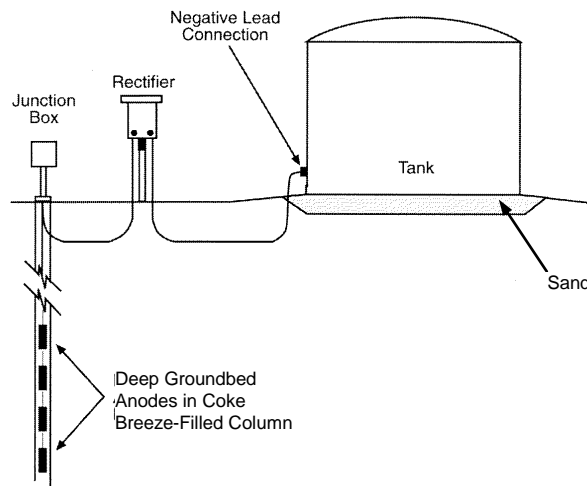 Negative Lead
Connection
Rectifier
Junction
Box
Tank
Sand
Deep Groundbed
Anodes in Coke
Breeze-Filled Column